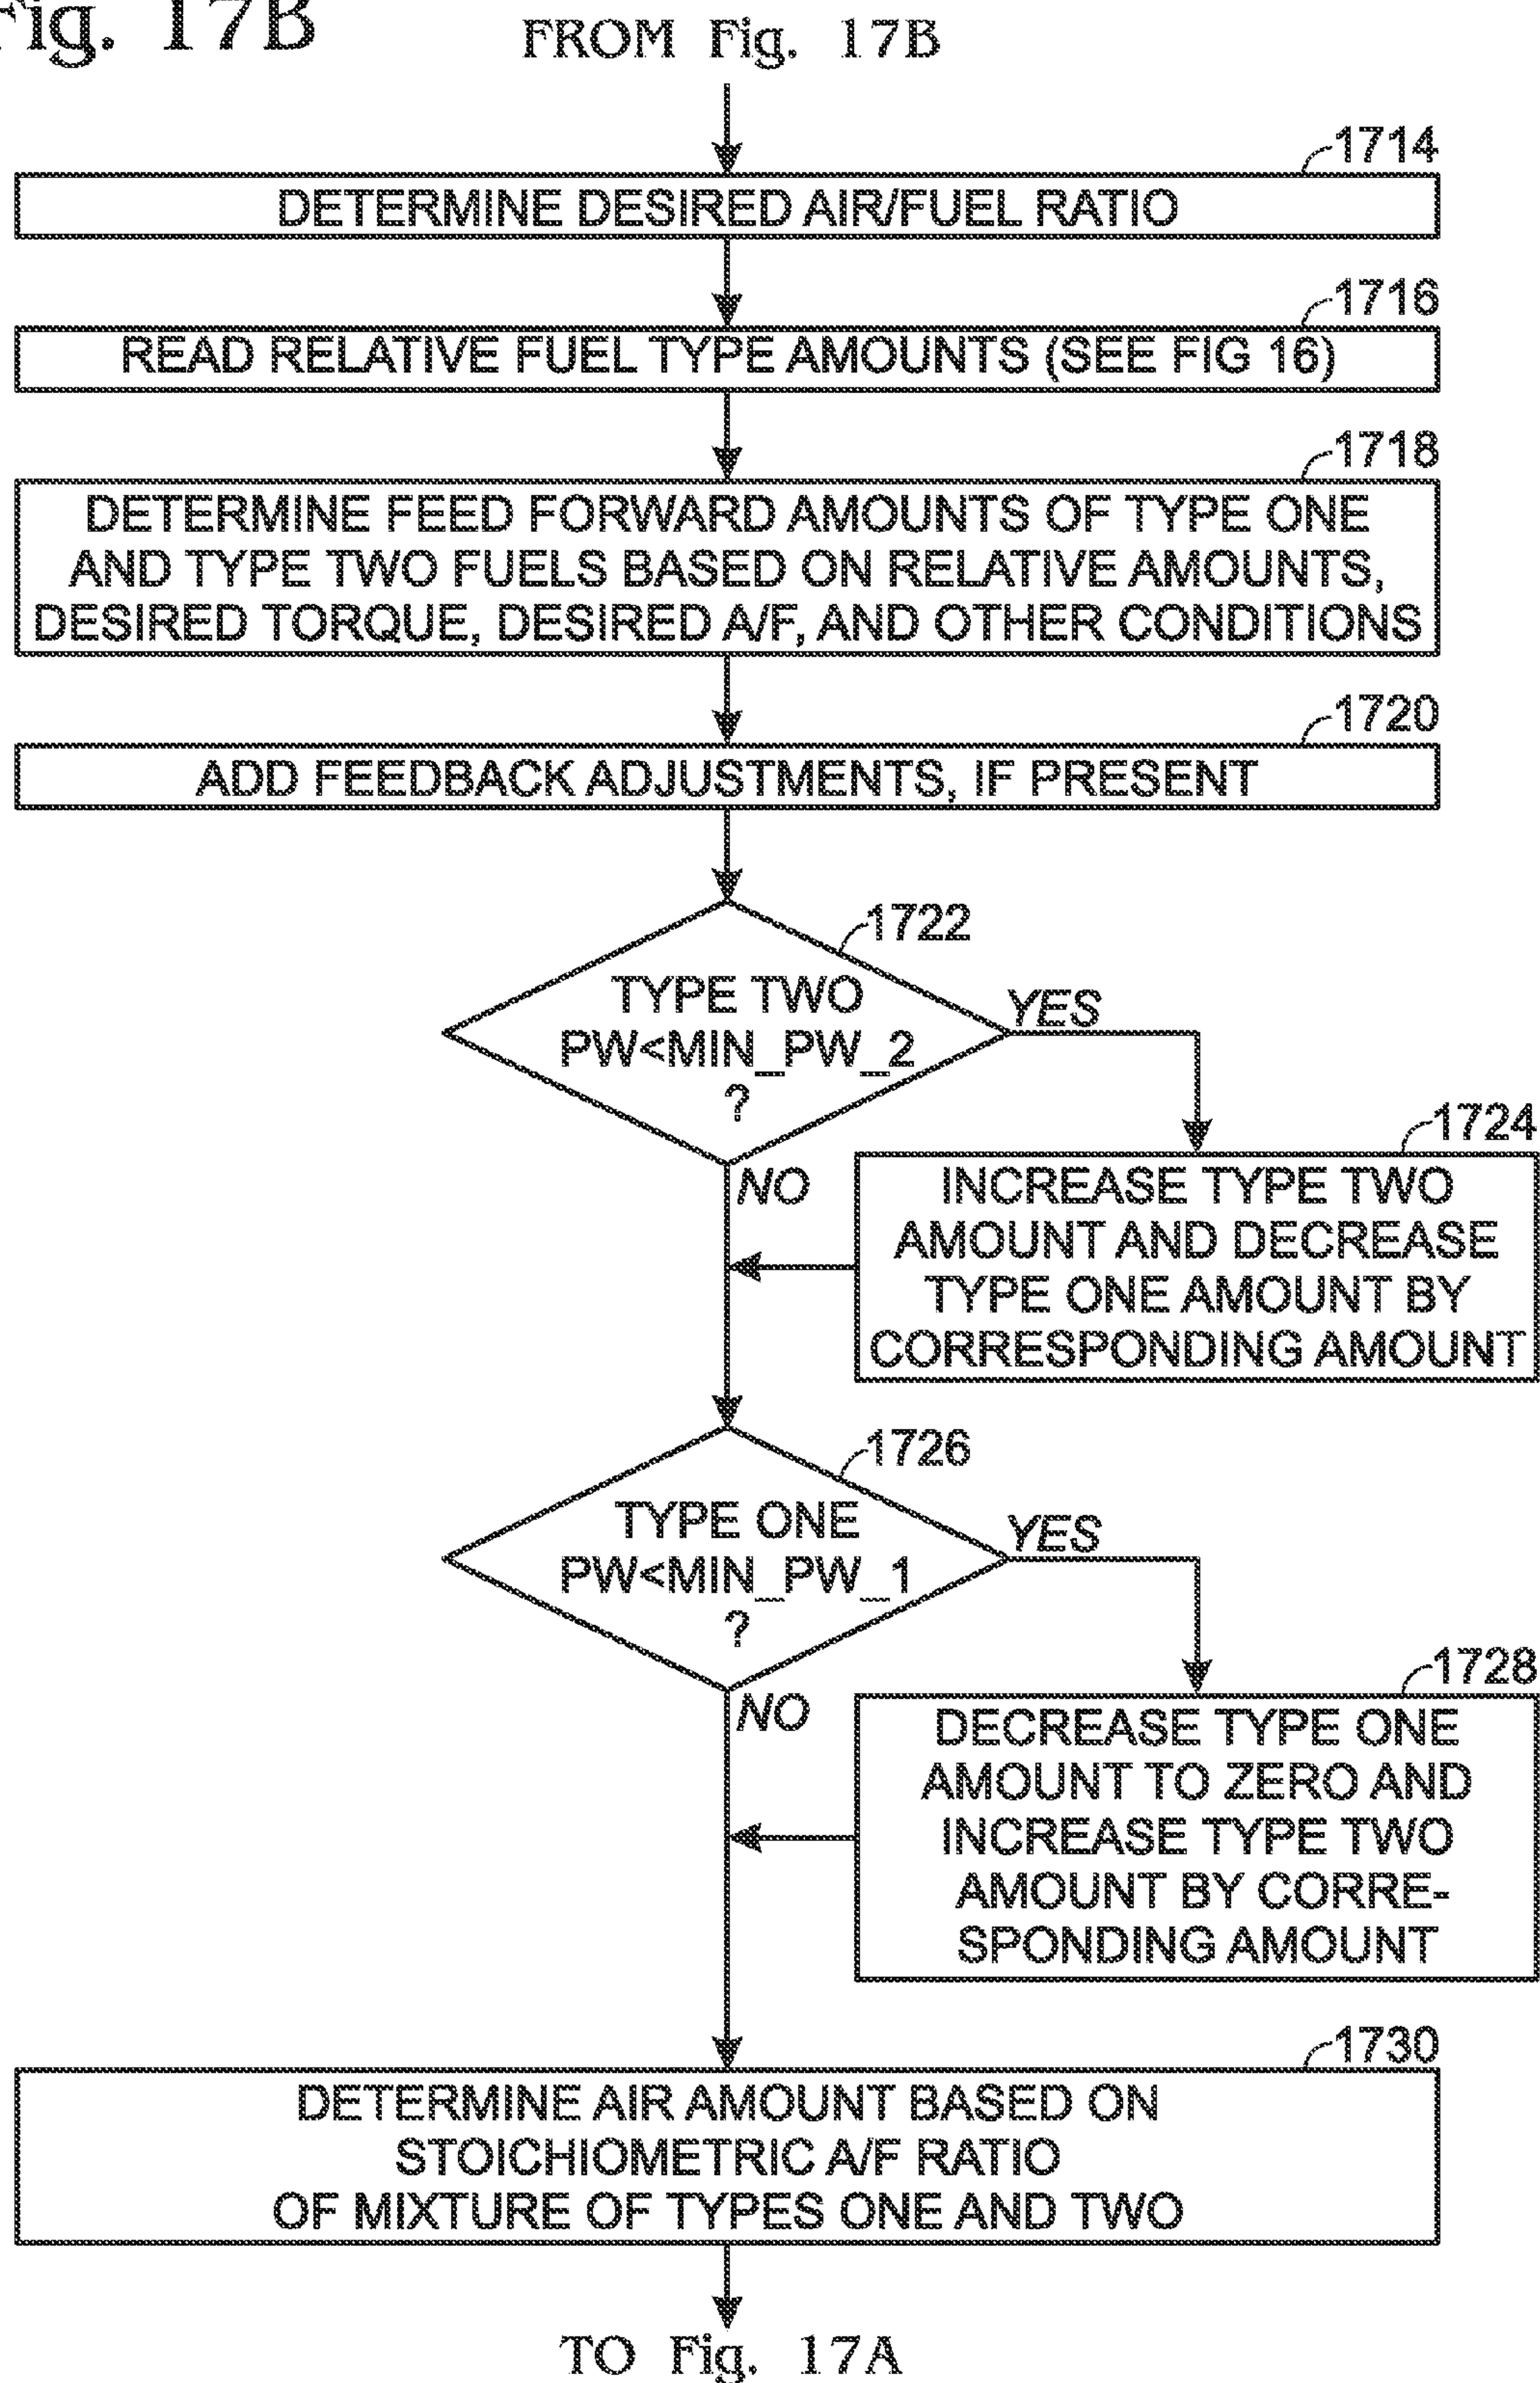 Fig. 17B
FROM Fig. 17B
1714
DETERMINE DESIRED AIR/FUEL RATIO
1716
READ RELATIVE FUEL TYPE AMOUNTS (SEE FIG 16)
1718
DETERMINE FEED FORWARD AMOUNTS OF TYPE ONE
AND TYPE TWO FUELS BASED ON RELATIVE AMOUNTS,
DESIRED TORQUE, DESIRED A/F, AND OTHER CONDITIONS
1720
ADD FEEDBACK ADJUSTMENTS, IF PRESENT
1722
TYPE TWO
PW<MIN_PW_2
?
YES
NO
1724
INCREASE TYPE TWO
AMOUNT AND DECREASE
TYPE ONE AMOUNT BY
CORRESPONDING AMOUNT
1726
TYPE ONE
PW<MIN_PW_1
?
YES
NO
1728
DECREASE TYPE ONE
AMOUNT TO ZERO AND
INCREASE TYPE TWO
AMOUNT BY CORRE-
SPONDING AMOUNT
1730
DETERMINE AIR AMOUNT BASED ON
STOICHIOMETRIC A/F RATIO
OF MIXTURE OF TYPES ONE AND TWO
TO Fig. 17A